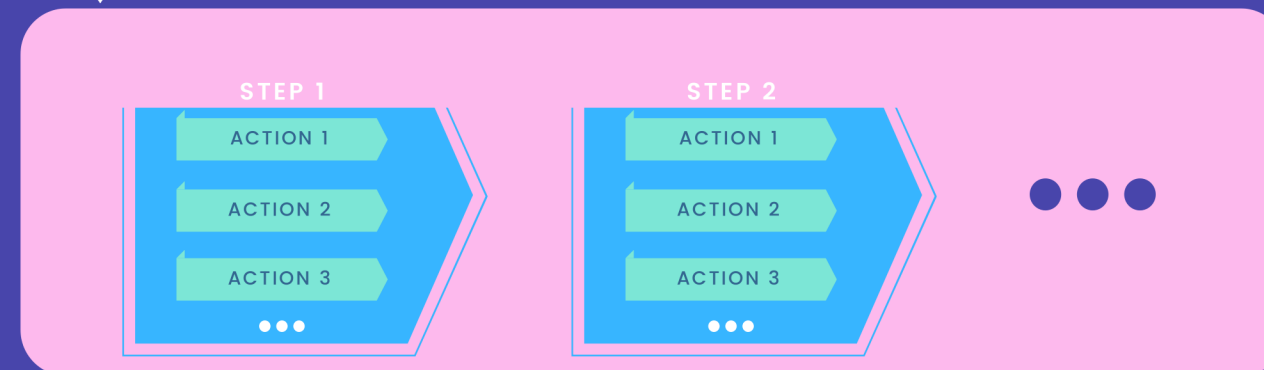 STEP 1
ACTION 1
ACTION 2
ACTION 3
STEP 2
ACTION 1
ACTION 2
ACTION 3